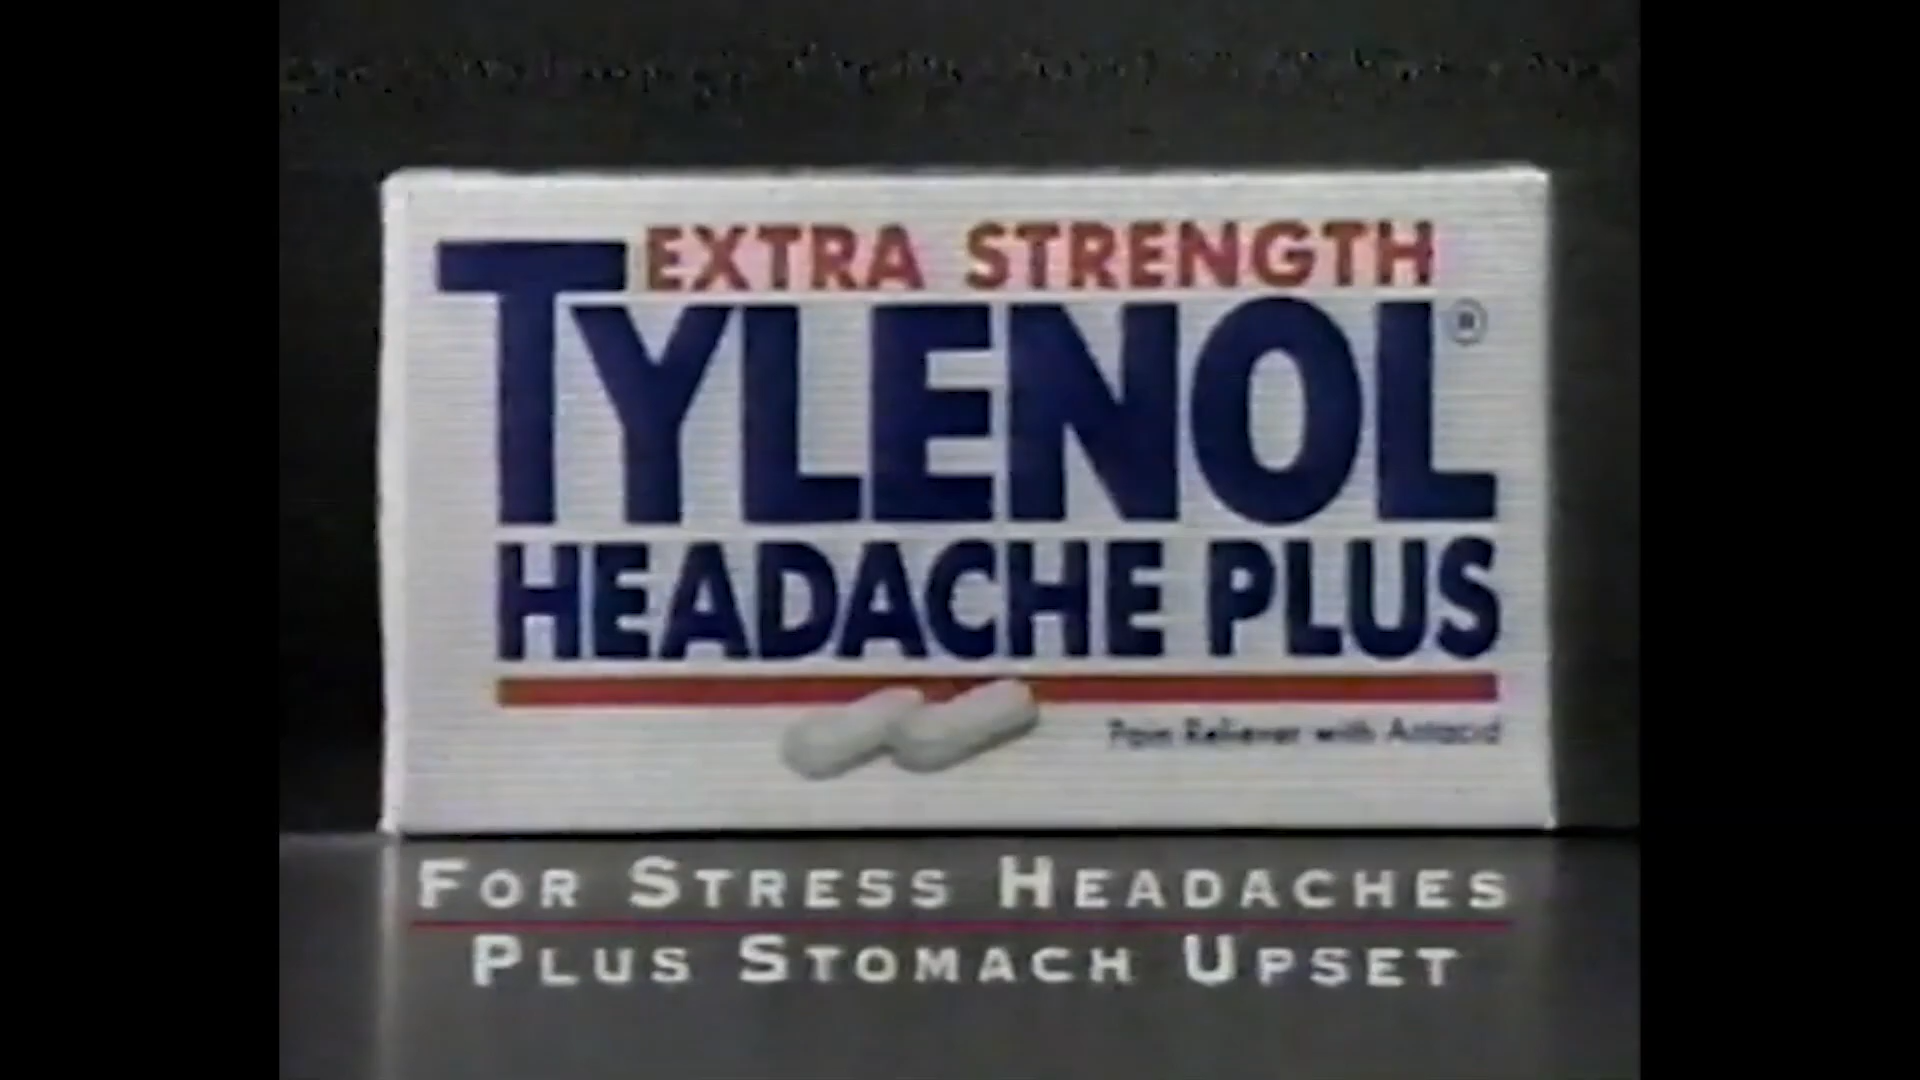 EXTRA STRENGTH
TYLENOL®
HEADACHE PLUS
Pain Reliever with Antacid
FOR STRESS HEADACHES
PLUS STOMACH UPSET